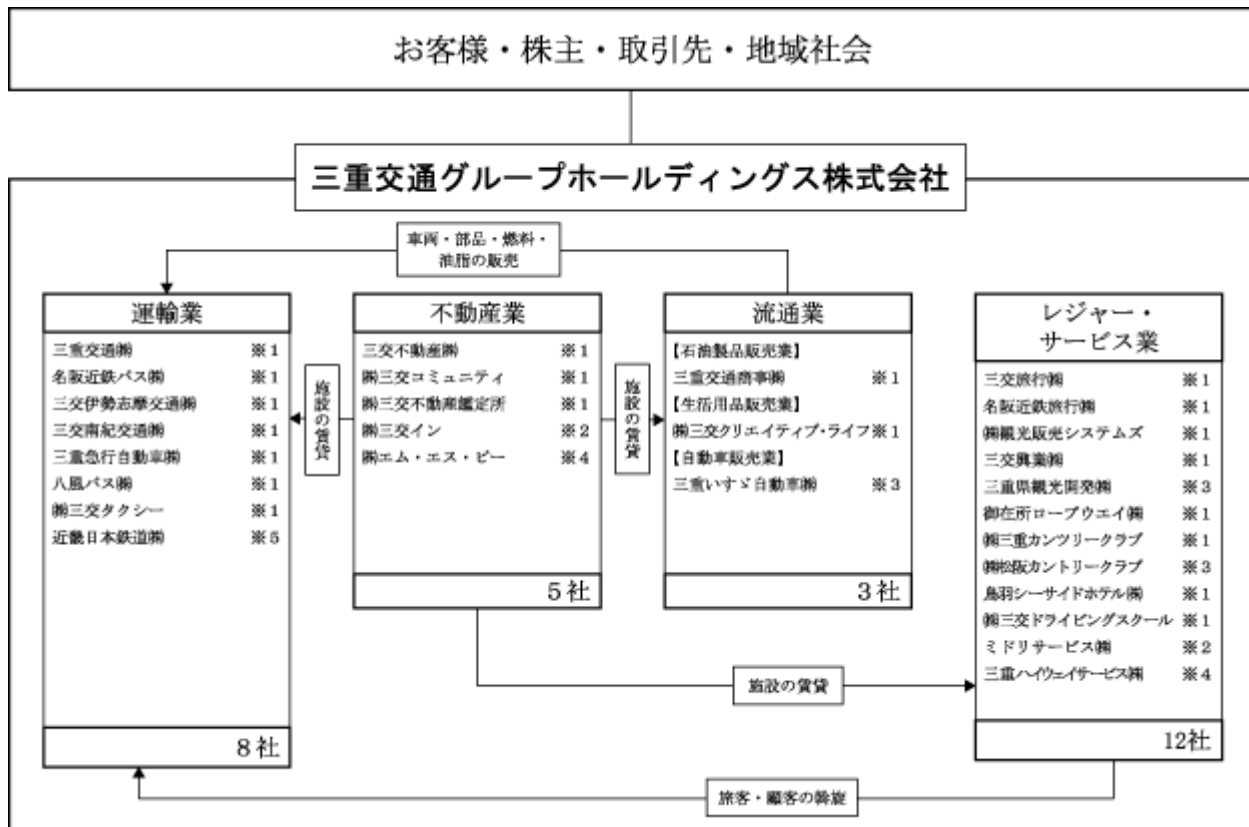 お客様・株主・取引先・地域社会
三重交通グループホールディングス株式会社
車両・部品・燃料・
油脂の販売
運輸業
三重交通㈱ ※1
名阪近鉄バス㈱ ※1
三交伊勢志摩交通㈱ ※1
三交南紀交通㈱ ※1
三重急行自動車㈱ ※1
八風バス㈱ ※1
㈱三交タクシー ※1
近畿日本鉄道㈱ ※5
8社
施設の賃貸
不動産業
三交不動産㈱ ※1
㈱三交コミュニティ ※1
㈱三交不動産鑑定所 ※1
㈱三交イン ※2
㈱エム・エス・ピー ※4
5社
施設の賃貸
流通業
【石油製品販売業】
三重交通商事㈱ ※1
【生活用品販売業】
㈱三交クリエイティブ・ライフ※1
【自動車販売業】
三重いすゞ自動車㈱ ※3
3社
レジャー・
サービス業
三交旅行㈱ ※1
名阪近鉄旅行㈱ ※1
㈱観光販売システムズ ※1
三交興業㈱ ※1
三重県観光開発㈱ ※3
御在所ロープウエイ㈱ ※1
㈱三重カンツリークラブ ※1
㈱松阪カントリークラブ ※3
鳥羽シーサイドホテル㈱ ※1
㈱三交ドライビングスクール ※1
ミドリサービス㈱ ※2
三重ハイウェイサービス㈱ ※4
12社
施設の賃貸
旅客・顧客の斡旋